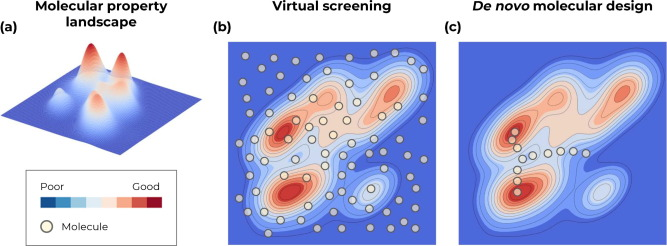 Molecular property
landscape
Virtual screening
De novo molecular design
(a)
(b)
(c)
Poor
Good
Molecule